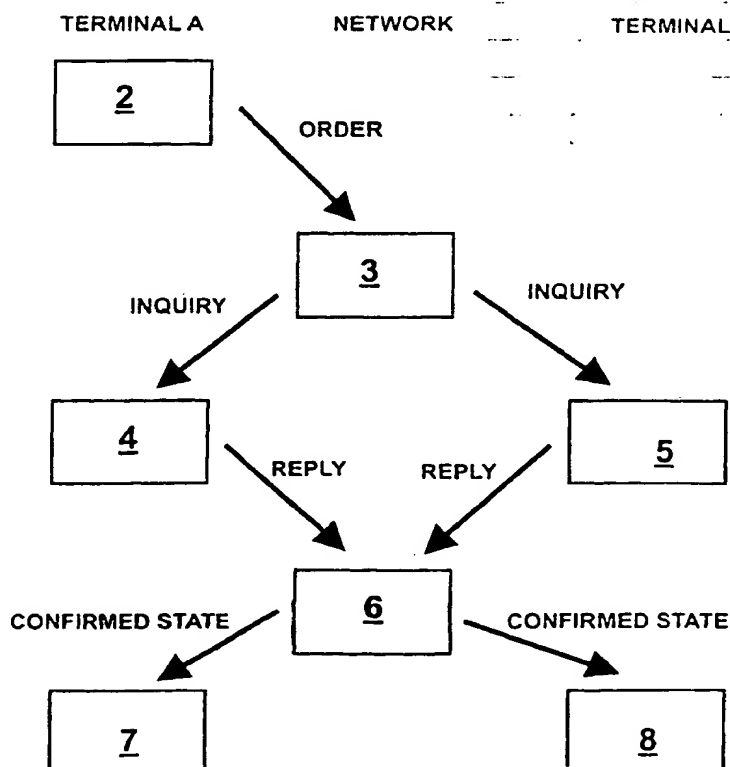 TERMINAL A NETWORK TERMINAL
2
ORDER
3
INQUIRY INQUIRY
4 5
REPLY REPLY
6
CONFIRMED STATE CONFIRMED STATE
7 8